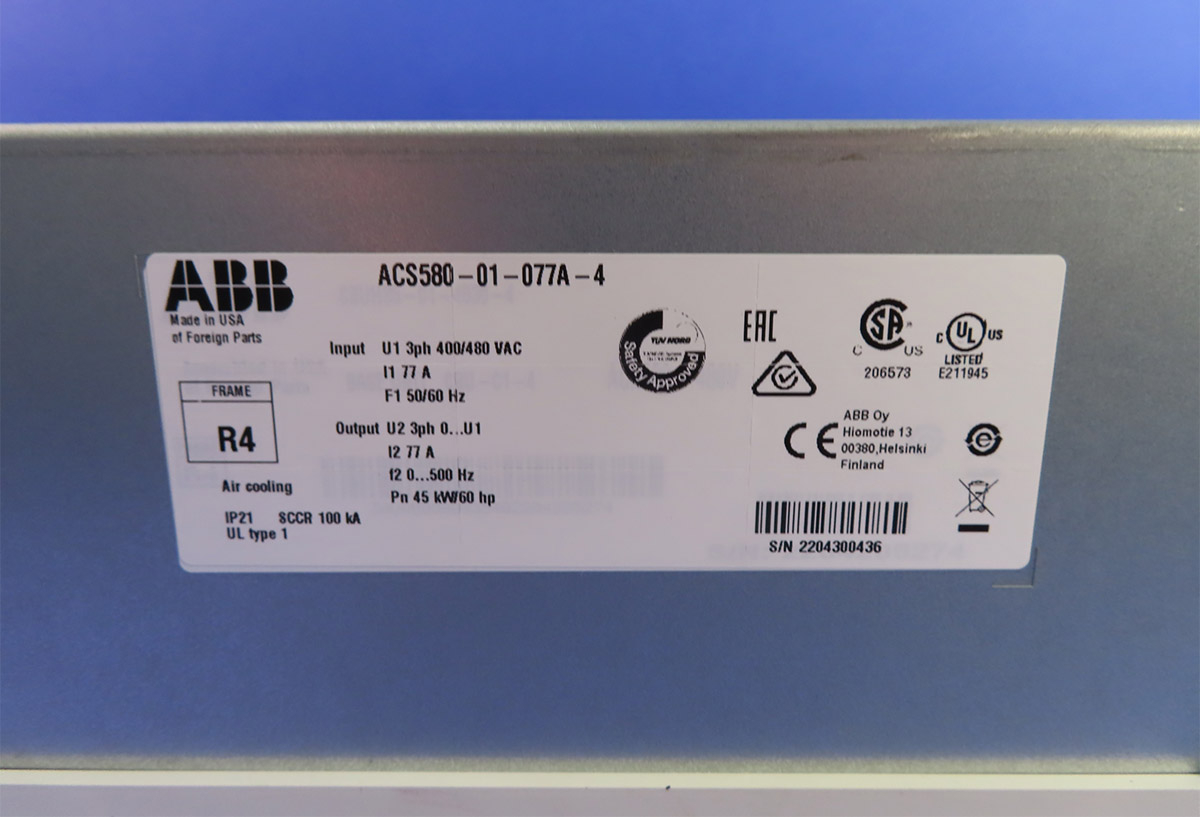 ABB
Made in USA
of Foreign Parts
ACS580-01-077A-4
FRAME
R4
Air cooling
IP21 SCCR 100 kA
UL type 1
Input U1 3ph 400/480 VAC
I1 77 A
F1 50/60 Hz
Output U2 3ph 0...U1
I2 77 A
f2 0...500 Hz
Pn 45 kW/60 hp
TÜV NORD
Safety Approved
EAC
CE
C SA US
206573
C UL US
LISTED
E211945
ABB Oy
Hiomotie 13
00380,Helsinki
Finland
e
S/N 2204300436